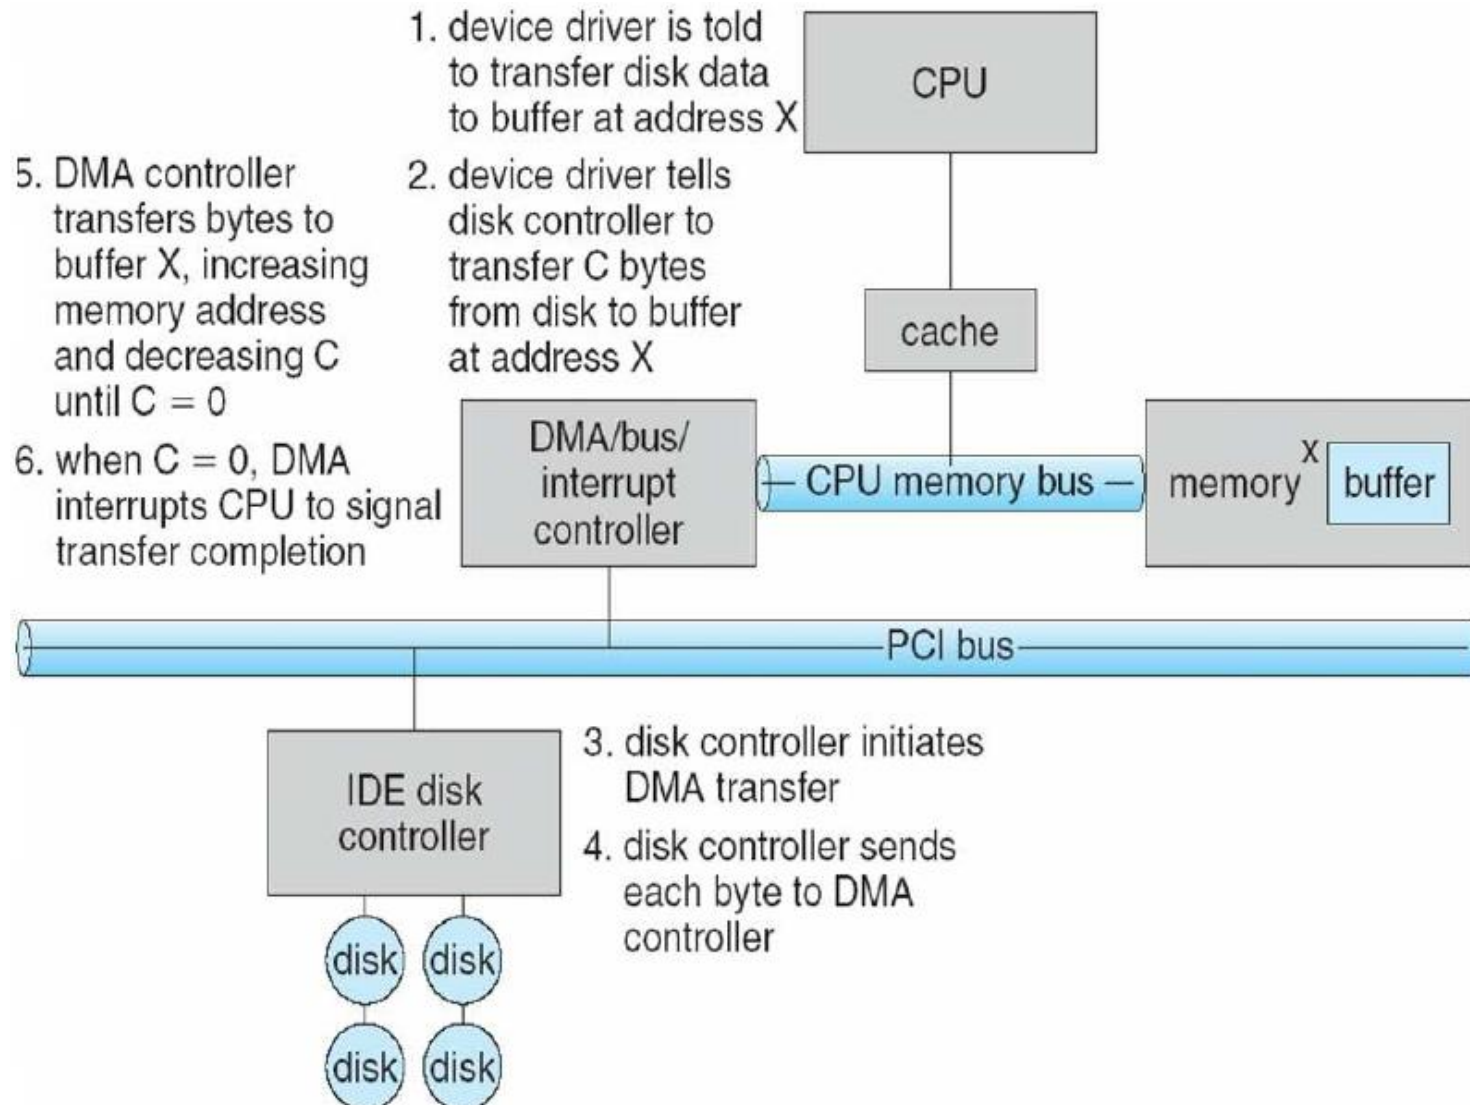 1. device driver is told
to transfer disk data
to buffer at address X
CPU
5. DMA controller
transfers bytes to
buffer X, increasing
memory address
and decreasing C
until C = 0
2. device driver tells
disk controller to
transfer C bytes
from disk to buffer
at address X
cache
6. when C = 0, DMA
interrupts CPU to signal
transfer completion
DMA/bus/
interrupt
controller
CPU memory bus
memory
X
buffer
PCI bus
IDE disk
controller
3. disk controller initiates
DMA transfer
4. disk controller sends
each byte to DMA
controller
disk
disk
disk
disk